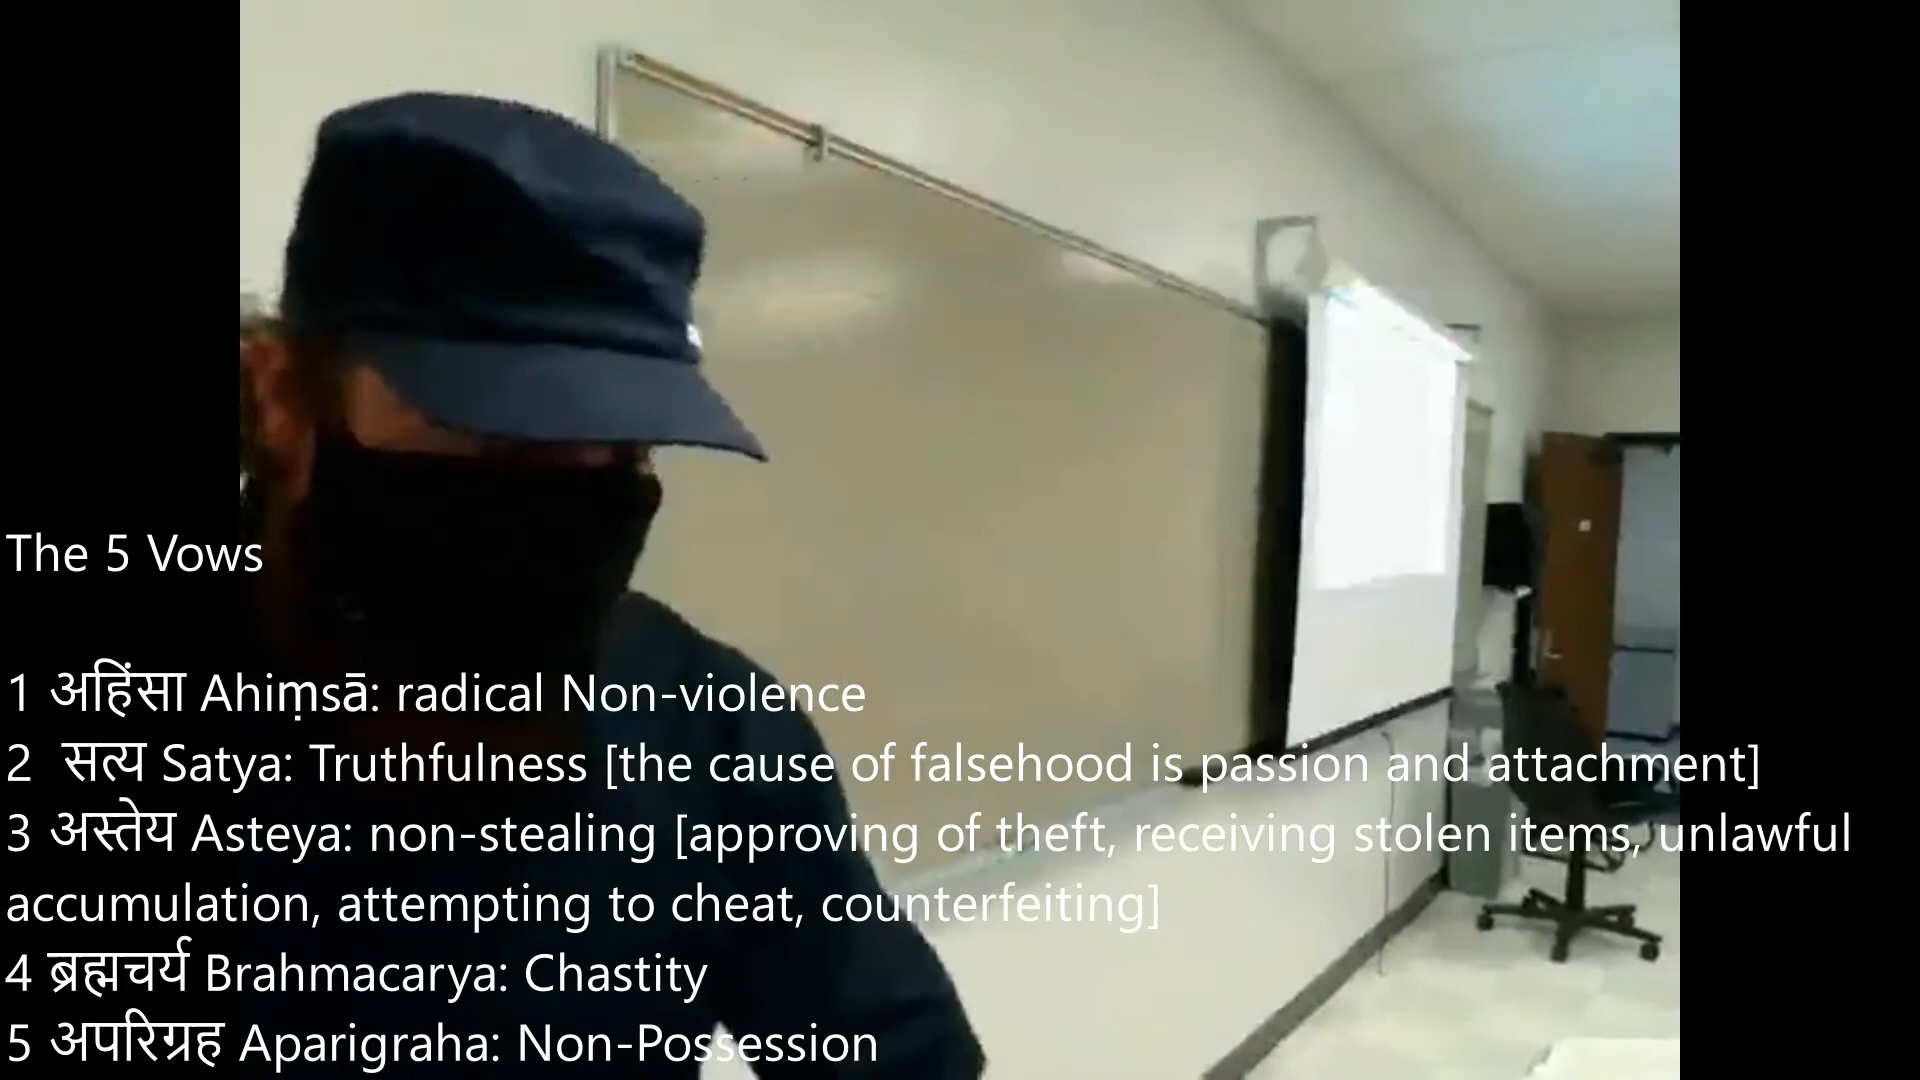 The 5 Vows
1 अहिंसा Ahiṃsā: radical Non-violence
2 सत्य Satya: Truthfulness [the cause of falsehood is passion and attachment]
3 अस्तेय Asteya: non-stealing [approving of theft, receiving stolen items, unlawful
accumulation, attempting to cheat, counterfeiting]
4 ब्रह्मचर्य Brahmacarya: Chastity
5 अपरिग्रह Aparigraha: Non-Possession